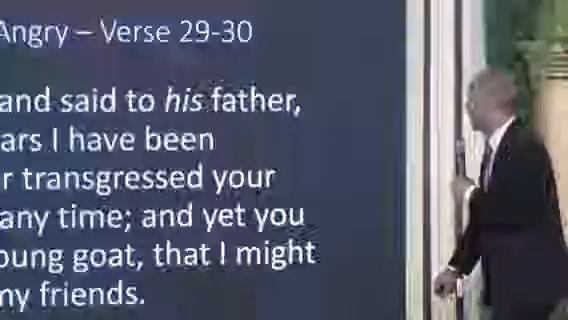 Angry – Verse 29-30
and said to his father,
ars I have been
r transgressed your
any time; and yet you
oung goat, that I might
my friends.